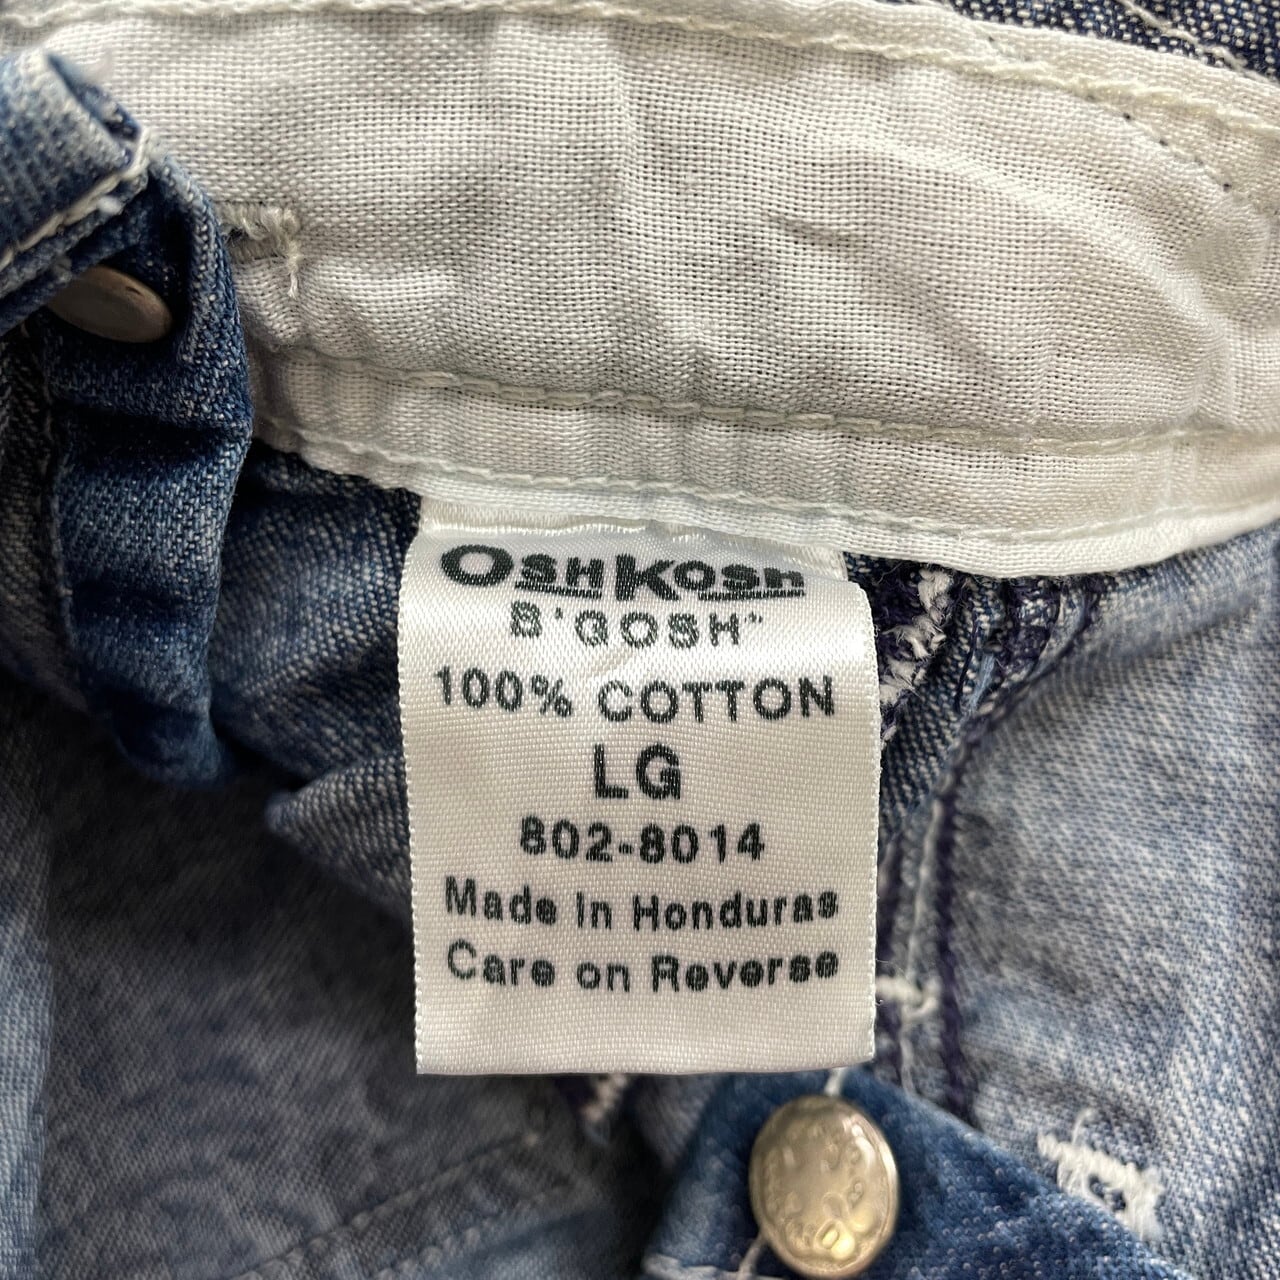 OSHKOSH
B'GOSH"
100% COTTON
LG
802-8014
Made In Honduras
Care on Reverse